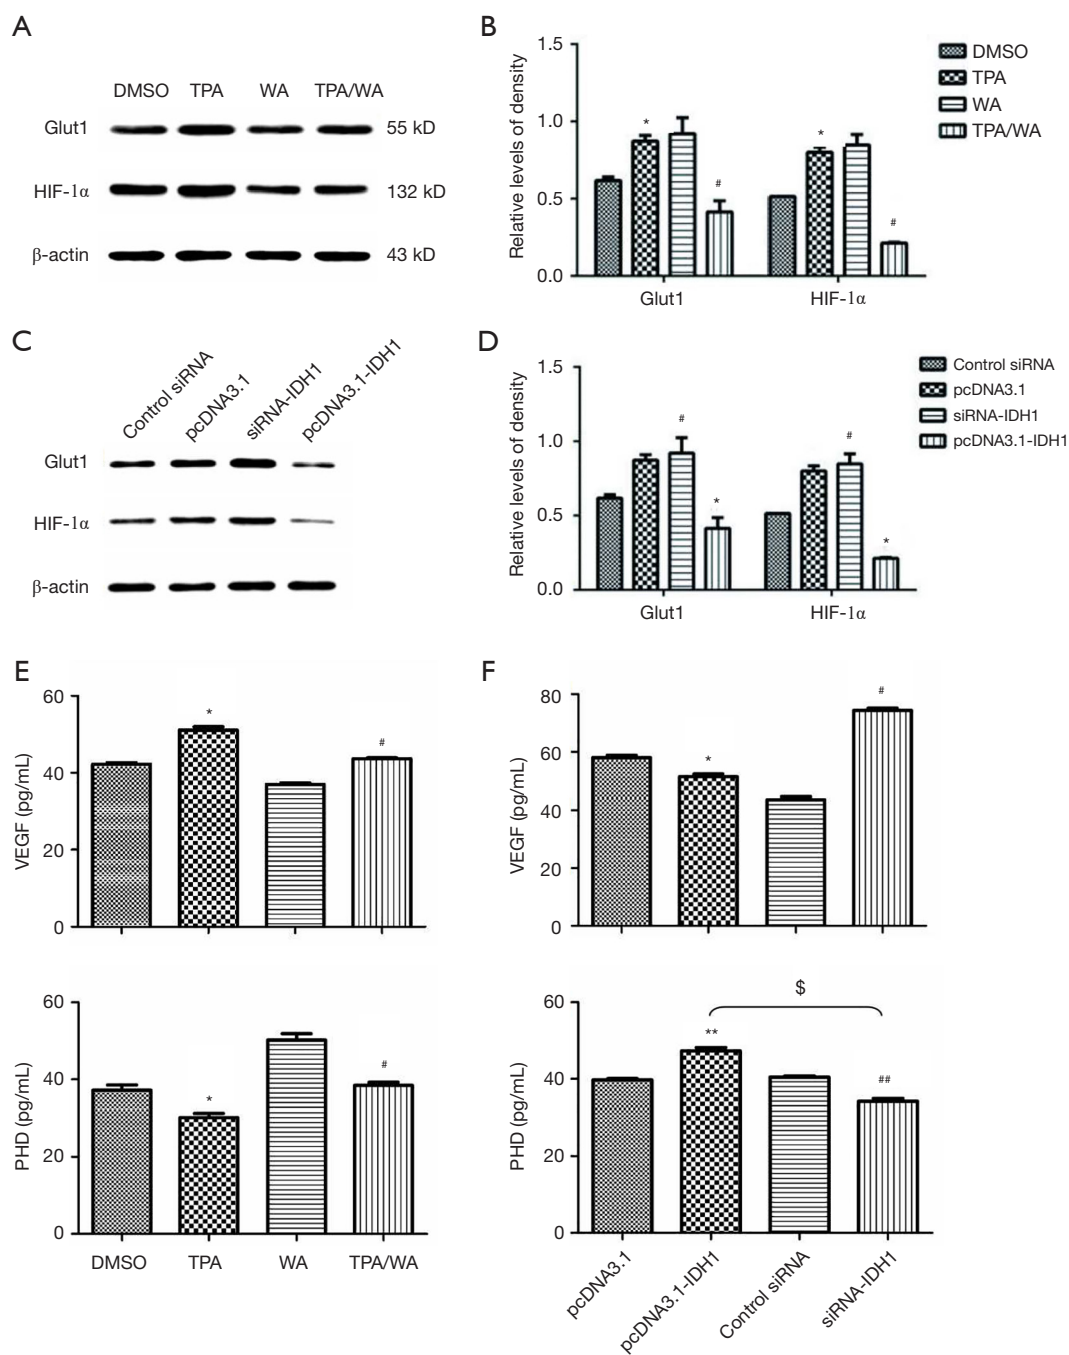 A
DMSO TPA WA TPA/WA
Glut1 55 kD
HIF-1α 132 kD
β-actin 43 kD
B
Relative levels of density
1.5
1.0
0.5
0.0
* # * #
Glut1 HIF-1α
DMSO
TPA
WA
TPA/WA
C
Control siRNA
pcDNA3.1
siRNA-IDH1
pcDNA3.1-IDH1
Glut1
HIF-1α
β-actin
D
Relative levels of density
1.5
1.0
0.5
0.0
# * # *
Glut1 HIF-1α
Control siRNA
pcDNA3.1
siRNA-IDH1
pcDNA3.1-IDH1
E
VEGF (pg/mL)
60
40
20
0
* #
PHD (pg/mL)
60
40
20
0
* #
DMSO TPA WA TPA/WA
F
VEGF (pg/mL)
80
60
40
20
0
* #
PHD (pg/mL)
60
40
20
0
$
** ##
pcDNA3.1
pcDNA3.1-IDH1
Control siRNA
siRNA-IDH1